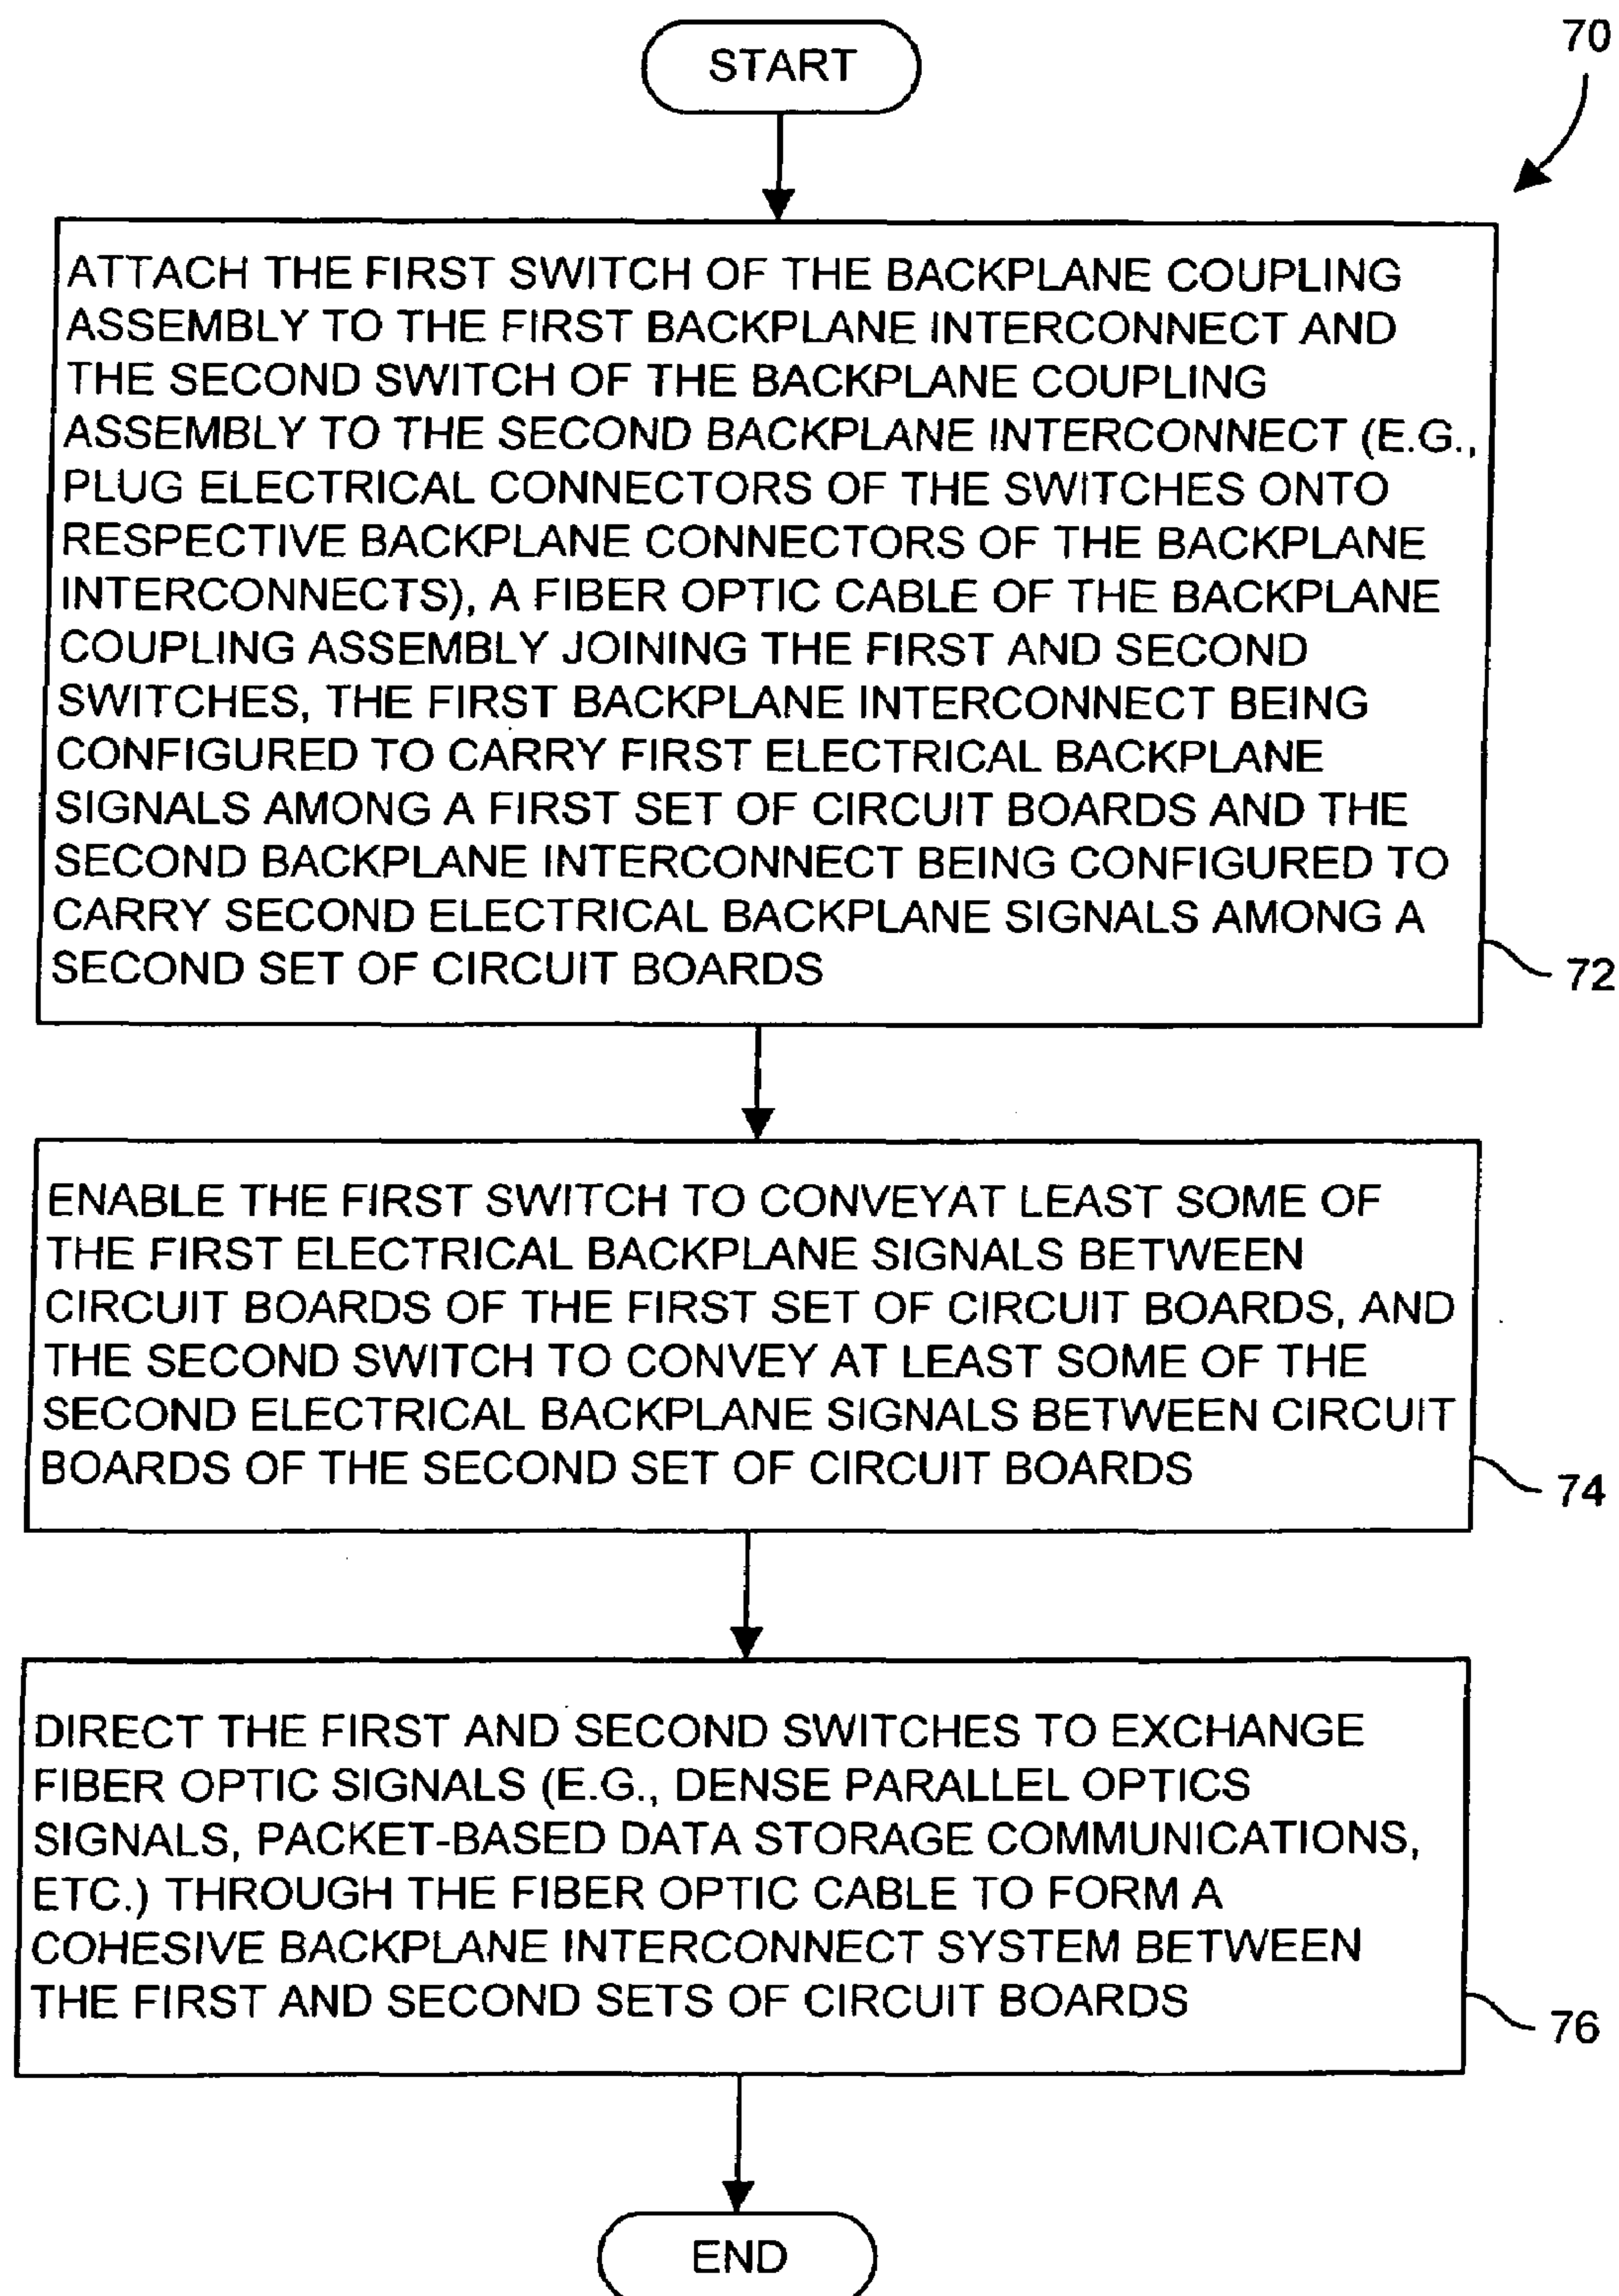 START
70
ATTACH THE FIRST SWITCH OF THE BACKPLANE COUPLING
ASSEMBLY TO THE FIRST BACKPLANE INTERCONNECT AND
THE SECOND SWITCH OF THE BACKPLANE COUPLING
ASSEMBLY TO THE SECOND BACKPLANE INTERCONNECT (E.G.,
PLUG ELECTRICAL CONNECTORS OF THE SWITCHES ONTO
RESPECTIVE BACKPLANE CONNECTORS OF THE BACKPLANE
INTERCONNECTS), A FIBER OPTIC CABLE OF THE BACKPLANE
COUPLING ASSEMBLY JOINING THE FIRST AND SECOND
SWITCHES, THE FIRST BACKPLANE INTERCONNECT BEING
CONFIGURED TO CARRY FIRST ELECTRICAL BACKPLANE
SIGNALS AMONG A FIRST SET OF CIRCUIT BOARDS AND THE
SECOND BACKPLANE INTERCONNECT BEING CONFIGURED TO
CARRY SECOND ELECTRICAL BACKPLANE SIGNALS AMONG A
SECOND SET OF CIRCUIT BOARDS
72
ENABLE THE FIRST SWITCH TO CONVEYAT LEAST SOME OF
THE FIRST ELECTRICAL BACKPLANE SIGNALS BETWEEN
CIRCUIT BOARDS OF THE FIRST SET OF CIRCUIT BOARDS, AND
THE SECOND SWITCH TO CONVEY AT LEAST SOME OF THE
SECOND ELECTRICAL BACKPLANE SIGNALS BETWEEN CIRCUIT
BOARDS OF THE SECOND SET OF CIRCUIT BOARDS
74
DIRECT THE FIRST AND SECOND SWITCHES TO EXCHANGE
FIBER OPTIC SIGNALS (E.G., DENSE PARALLEL OPTICS
SIGNALS, PACKET-BASED DATA STORAGE COMMUNICATIONS,
ETC.) THROUGH THE FIBER OPTIC CABLE TO FORM A
COHESIVE BACKPLANE INTERCONNECT SYSTEM BETWEEN
THE FIRST AND SECOND SETS OF CIRCUIT BOARDS
76
END